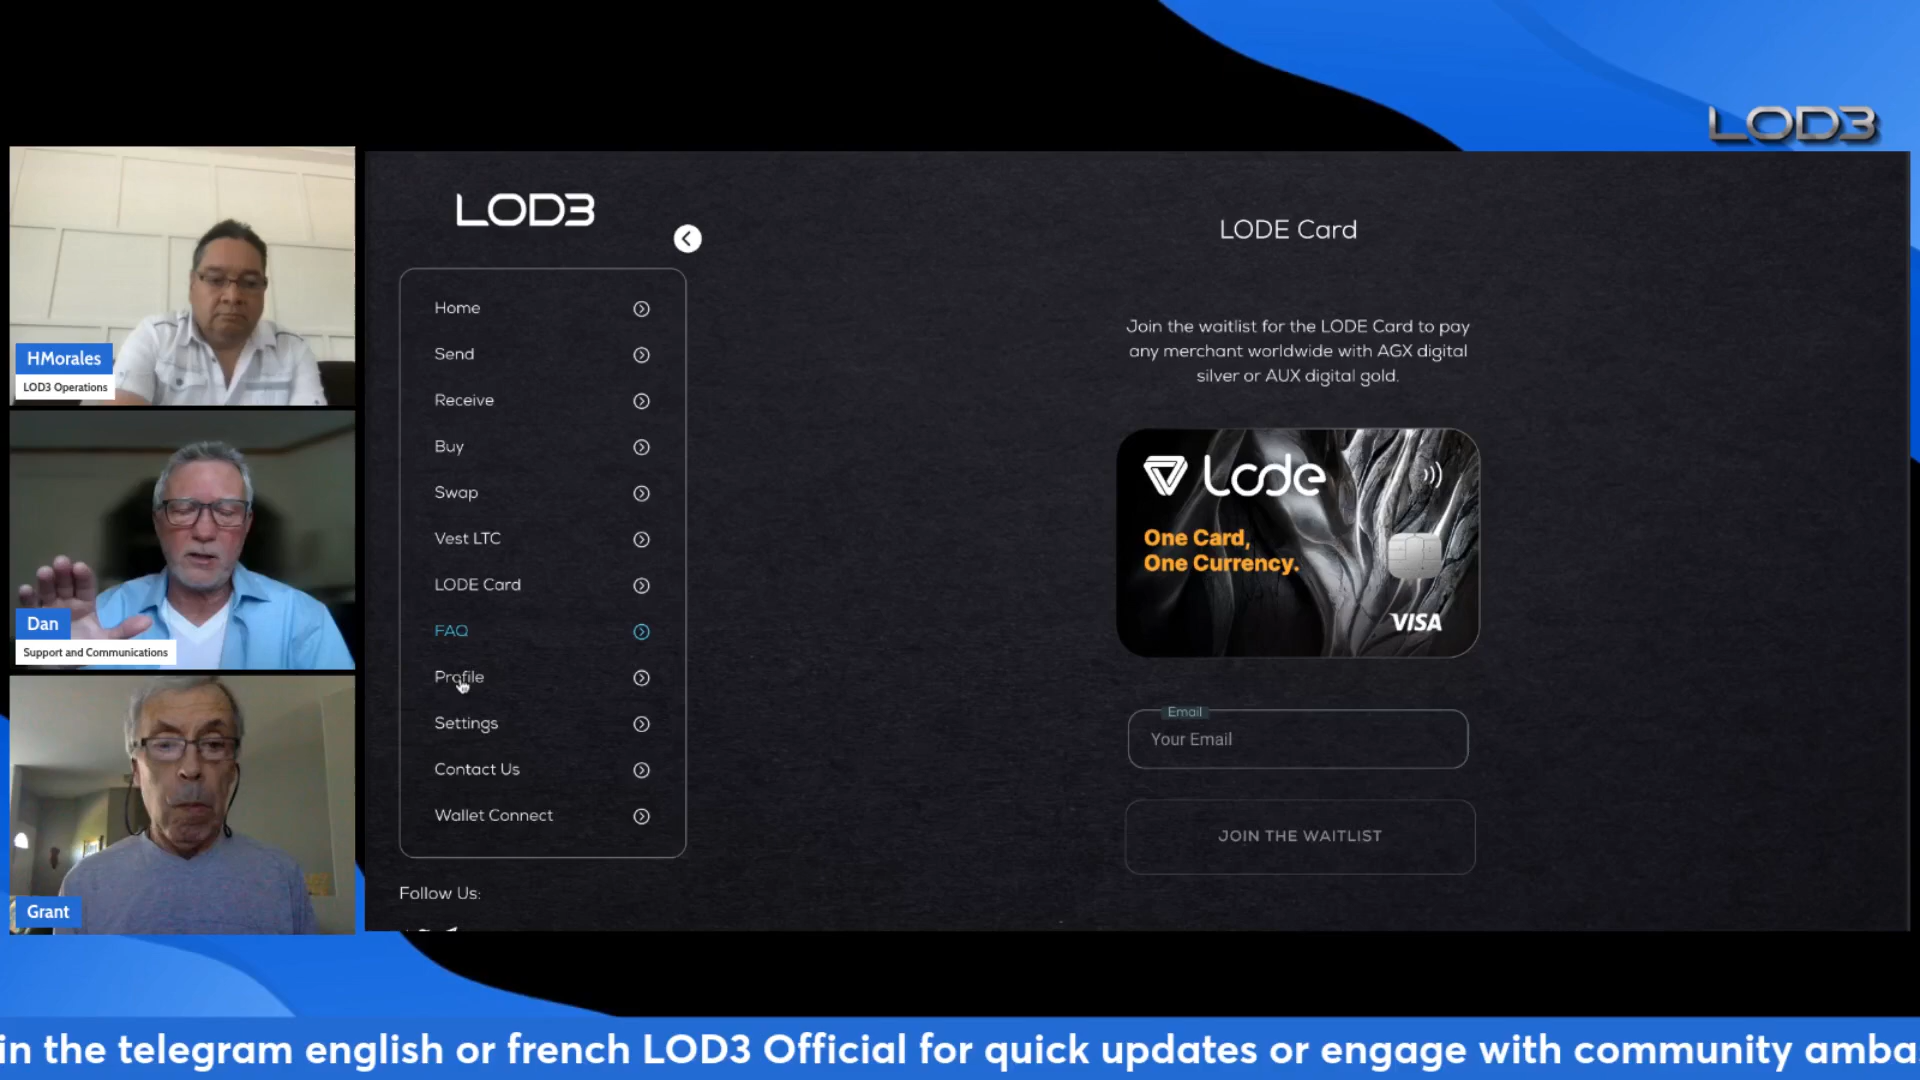 LOD3
HMorales
LOD3 Operations
Dan
Support and Communications
Grant
LOD3
Home
Send
Receive
Buy
Swap
Vest LTC
LODE Card
FAQ
Profile
Settings
Contact Us
Wallet Connect
Follow Us:
LODE Card
Join the waitlist for the LODE Card to pay
any merchant worldwide with AGX digital
silver or AUX digital gold.
Lode
One Card,
One Currency.
VISA
Email
Your Email
JOIN THE WAITLIST
in the telegram english or french LOD3 Official for quick updates or engage with community amba